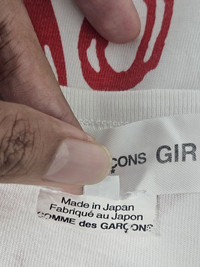 ÇONS GIR
Made in Japan
Fabriqué au Japon
COMME des GARÇONS